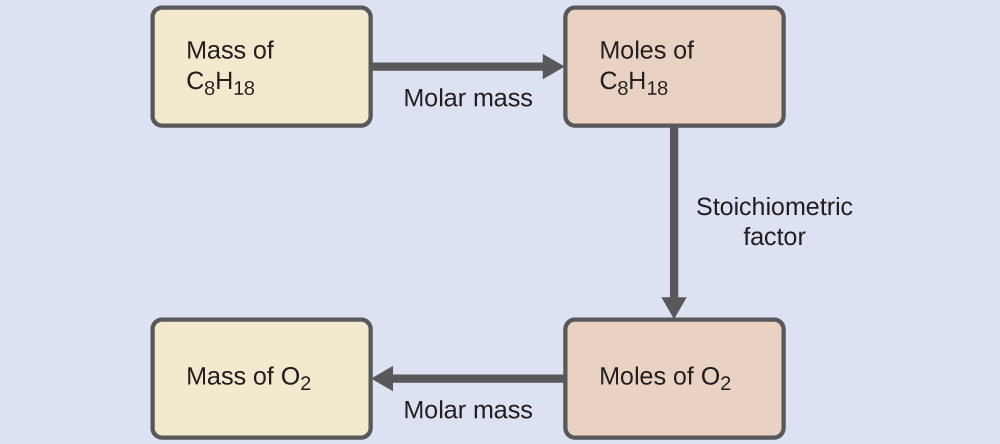 Mass of
C₈H₁₈
Molar mass
Moles of
C₈H₁₈
Stoichiometric
factor
Mass of O₂
Molar mass
Moles of O₂